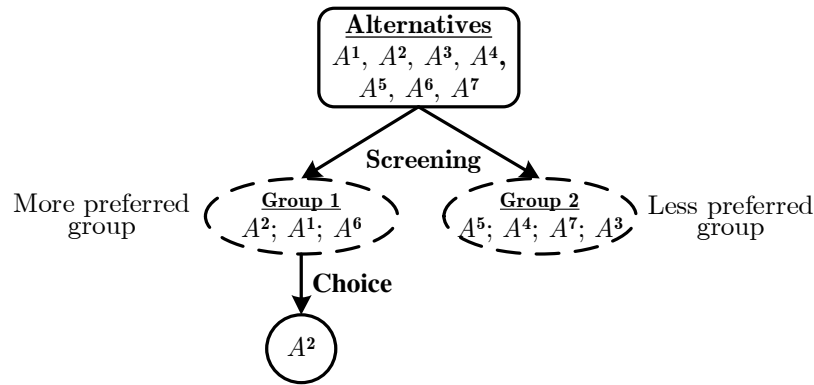 Alternatives
A¹, A², A³, A⁴,
A⁵, A⁶, A⁷
Screening
More preferred
group
Group 1
A²; A¹; A⁶
Group 2
A⁵; A⁴; A⁷; A³
Less preferred
group
Choice
A²